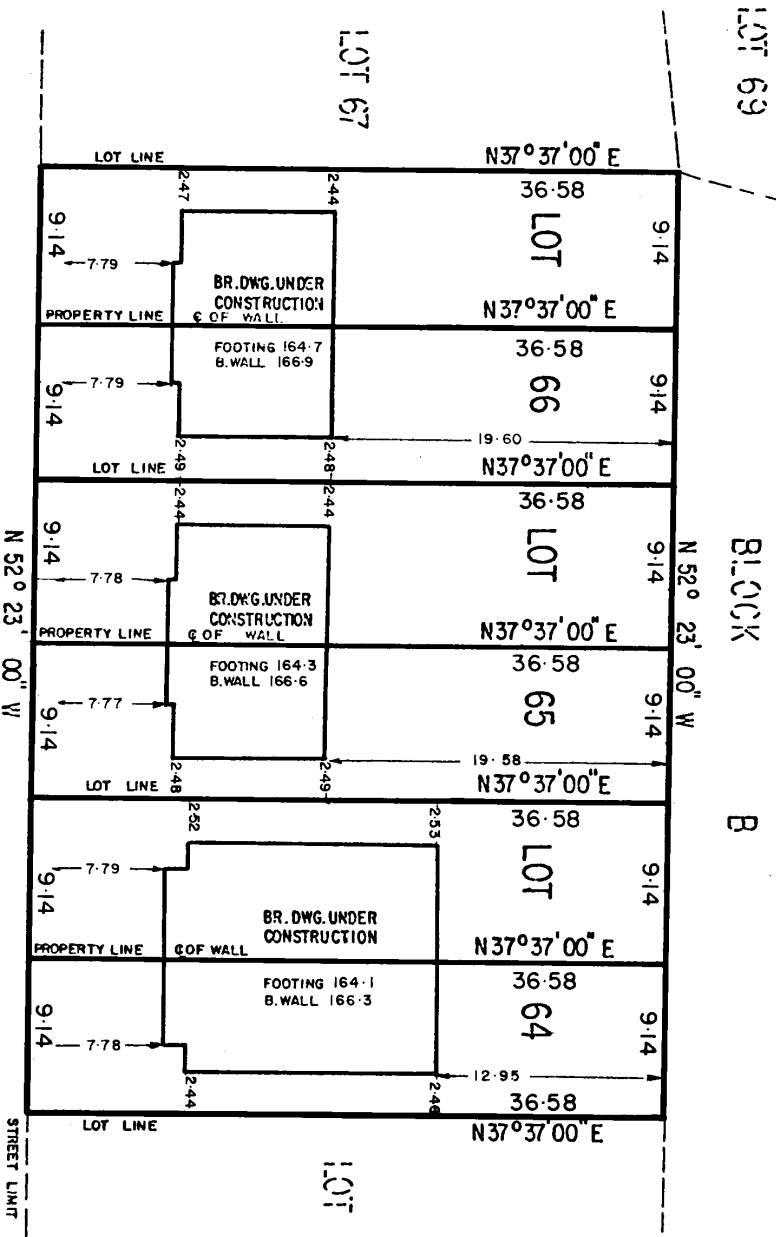 LOT 69
LOT 67
LOT LINE
N37°37'00" E
2·47
2·44
36·58
9·14
9·14
LOT
7·79
BR.DWG.UNDER
CONSTRUCTION
PROPERTY LINE
℄ OF WALL
N37°37'00" E
FOOTING 164·7
B.WALL 166·9
36·58
66
7·79
9·14
9·14
19·60
LOT LINE
2·49
2·48
N37°37'00" E
2·44
2·44
36·58
9·14
9·14
LOT
BLOCK
B
N 52° 23' 00" W
N 52° 23' 00" W
7·78
BR.DWG.UNDER
CONSTRUCTION
PROPERTY LINE
℄ OF WALL
N37°37'00" E
FOOTING 164·3
B.WALL 166·6
36·58
65
7·77
9·14
9·14
19·58
LOT LINE
2·48
2·49
N37°37'00"E
2·52
2·53
36·58
LOT
7·79
9·14
9·14
BR.DWG.UNDER
CONSTRUCTION
PROPERTY LINE
℄ OF WALL
N37°37'00" E
FOOTING 164·1
B.WALL 166·3
36·58
64
9·14
9·14
7·78
12·95
2·44
2·46
36·58
LOT LINE
N37°37'00" E
STREET LIMIT
LOT